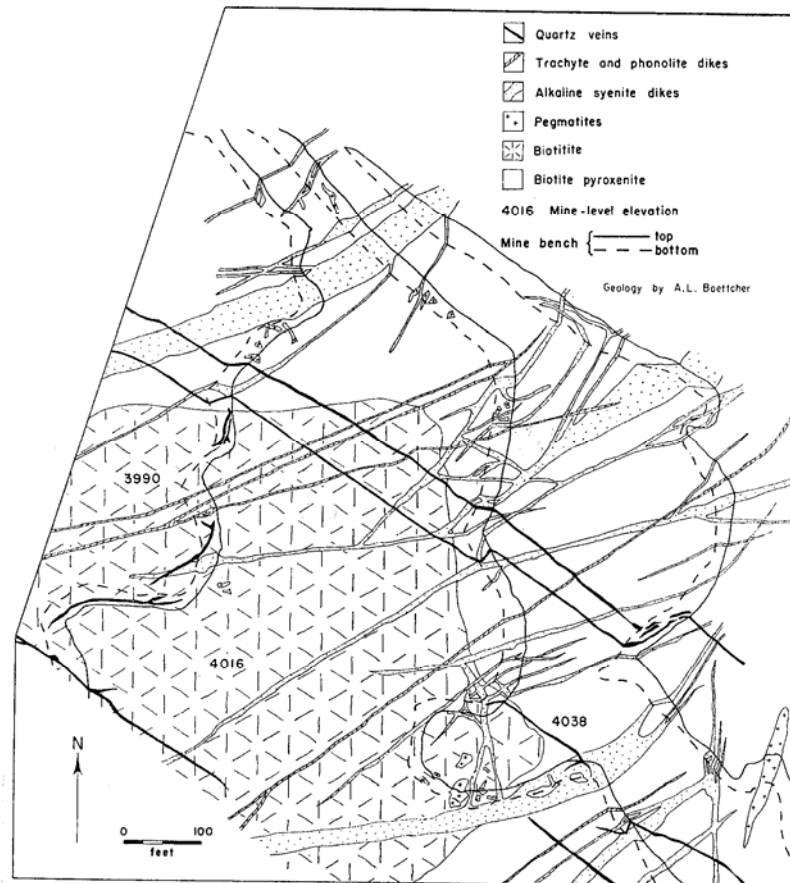 Quartz veins
Trachyte and phonolite dikes
Alkaline syenite dikes
Pegmatites
Biotitite
Biotite pyroxenite
4016 Mine-level elevation
Mine bench { top
bottom
Geology by A.L. Boettcher
3990
4016
4038
N
0 100
feet